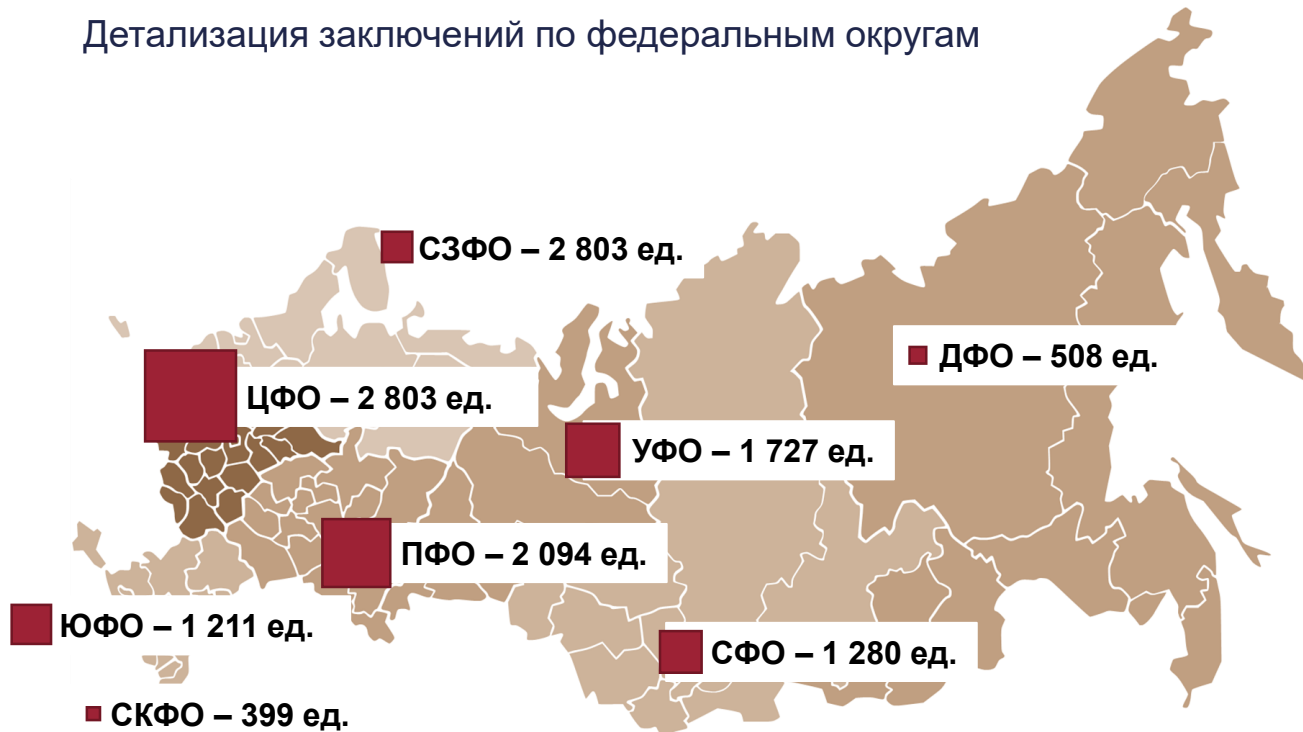 Детализация заключений по федеральным округам
СЗФО – 2 803 ед.
ДФО – 508 ед.
ЦФО – 2 803 ед.
УФО – 1 727 ед.
ПФО – 2 094 ед.
ЮФО – 1 211 ед.
СФО – 1 280 ед.
СКФО – 399 ед.